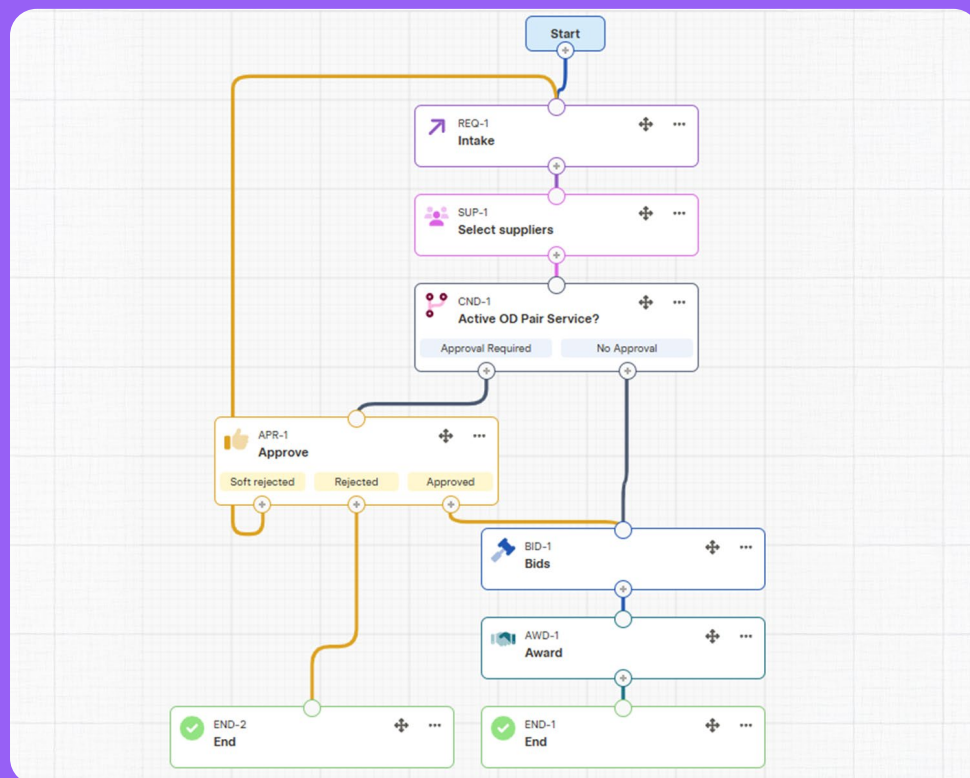 Start
REQ-1
Intake
SUP-1
Select suppliers
CND-1
Active OD Pair Service?
Approval Required
No Approval
APR-1
Approve
Soft rejected
Rejected
Approved
BID-1
Bids
AWD-1
Award
END-2
End
END-1
End